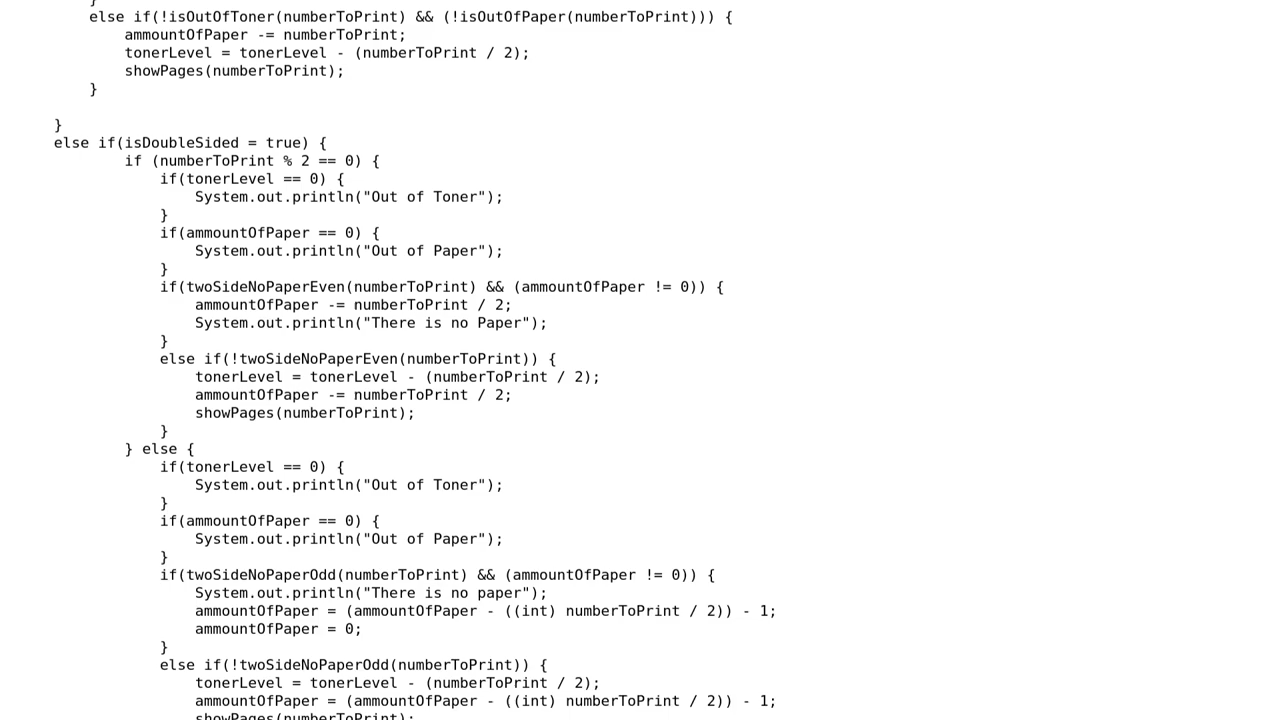 }
else if(!isOutOfToner(numberToPrint) && (!isOutOfPaper(numberToPrint))) {
ammountOfPaper -= numberToPrint;
tonerLevel = tonerLevel - (numberToPrint / 2);
showPages(numberToPrint);
}
}
else if(isDoubleSided = true) {
if (numberToPrint % 2 == 0) {
if(tonerLevel == 0) {
System.out.println("Out of Toner");
}
if(ammountOfPaper == 0) {
System.out.println("Out of Paper");
}
if(twoSideNoPaperEven(numberToPrint) && (ammountOfPaper != 0)) {
ammountOfPaper -= numberToPrint / 2;
System.out.println("There is no Paper");
}
else if(!twoSideNoPaperEven(numberToPrint)) {
tonerLevel = tonerLevel - (numberToPrint / 2);
ammountOfPaper -= numberToPrint / 2;
showPages(numberToPrint);
}
} else {
if(tonerLevel == 0) {
System.out.println("Out of Toner");
}
if(ammountOfPaper == 0) {
System.out.println("Out of Paper");
}
if(twoSideNoPaperOdd(numberToPrint) && (ammountOfPaper != 0)) {
System.out.println("There is no paper");
ammountOfPaper = (ammountOfPaper - ((int) numberToPrint / 2)) - 1;
ammountOfPaper = 0;
}
else if(!twoSideNoPaperOdd(numberToPrint)) {
tonerLevel = tonerLevel - (numberToPrint / 2);
ammountOfPaper = (ammountOfPaper - ((int) numberToPrint / 2)) - 1;
showPages(numberToPrint);